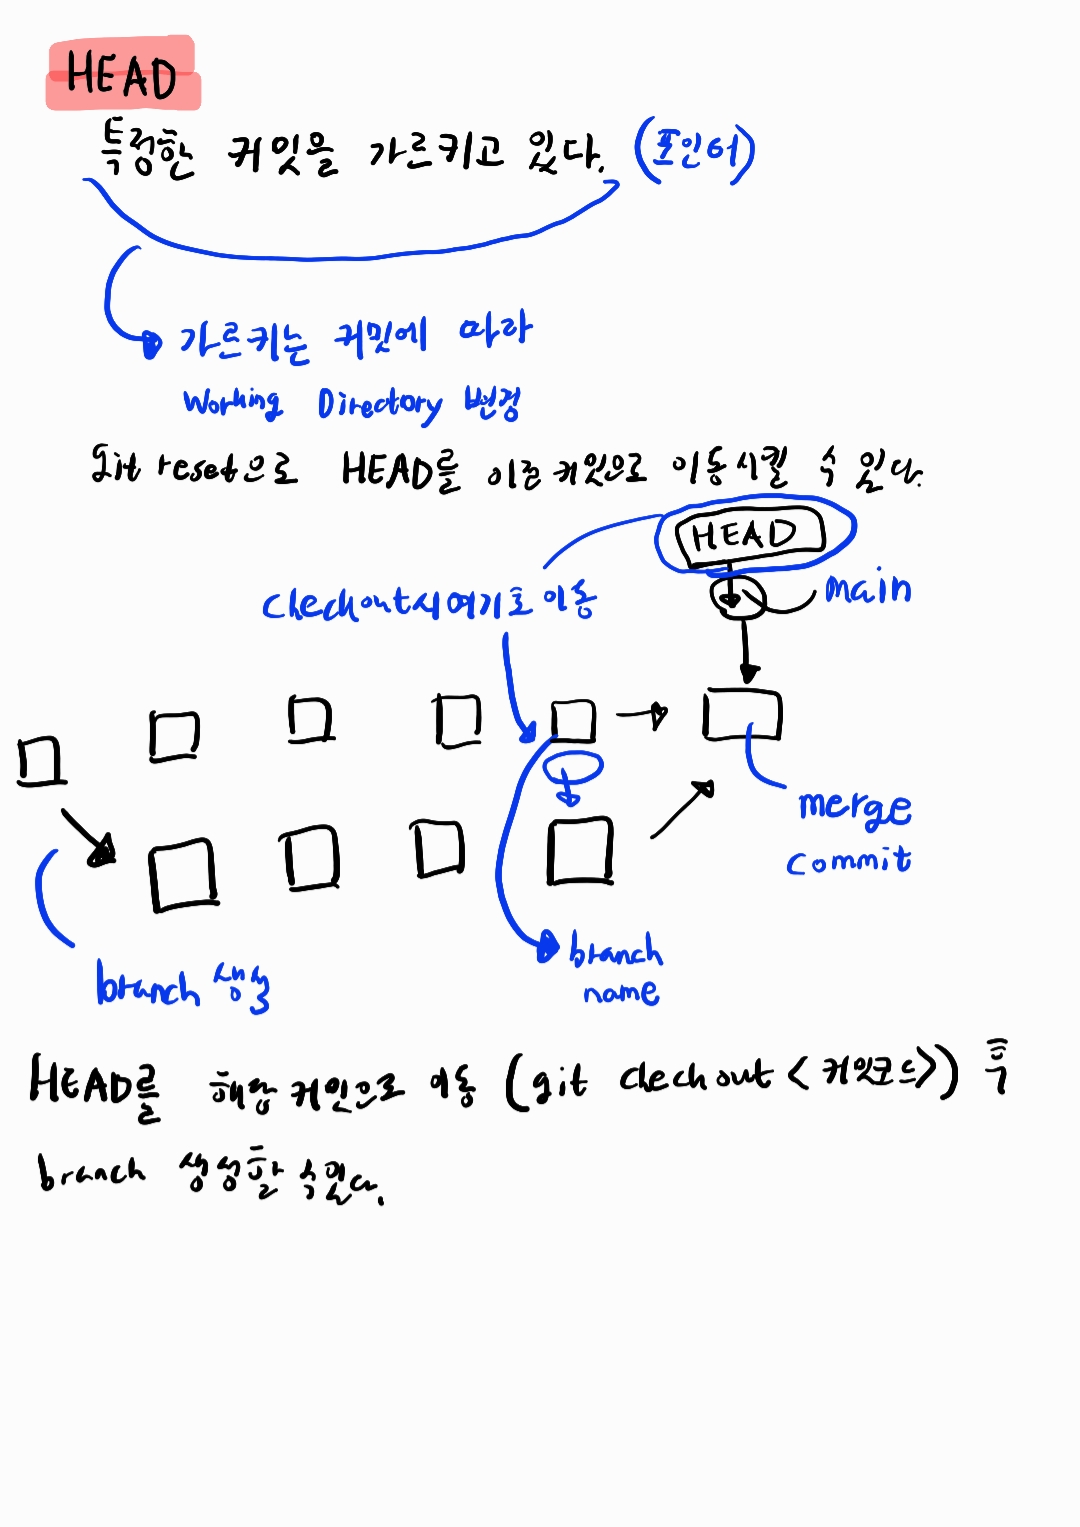 HEAD
특정한 커밋을 가르키고 있다. (포인터)
가르키는 커밋에 따라
Working Directory 변경
git reset으로 HEAD를 이전 커밋으로 이동시킬 수 있다.
HEAD
checkout시 여기로 이동
main
merge
commit
branch
name
branch 생성
HEAD를 해당 커밋으로 이동 (git checkout <커밋코드>) 후
branch 생성할 수 있다.